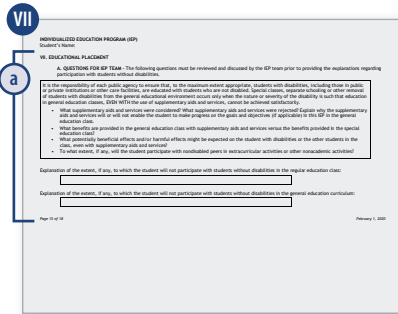 VII
INDIVIDUALIZED EDUCATION PROGRAM (IEP)
Student's Name:
VII. EDUCATIONAL PLACEMENT
a
A. QUESTIONS FOR IEP TEAM - The following questions must be reviewed and discussed by the IEP team prior to providing the explanations regarding
participation with students without disabilities.
It is the responsibility of each public agency to ensure that, to the maximum extent appropriate, students with disabilities, including those in public
or private institutions or other care facilities, are educated with students who are not disabled. Special classes, separate schooling or other removal
of students with disabilities from the general educational environment occurs only when the nature or severity of the disability is such that education
in general education classes, EVEN WITH the use of supplementary aids and services, cannot be achieved satisfactorily.
• What supplementary aids and services were considered? What supplementary aids and services were rejected? Explain why the supplementary
aids and services will or will not enable the student to make progress on the goals and objectives (if applicable) in this IEP in the general
education class.
• What benefits are provided in the general education class with supplementary aids and services versus the benefits provided in the special
education class?
• What potentially beneficial effects and/or harmful effects might be expected on the student with disabilities or the other students in the
class, even with supplementary aids and services?
• To what extent, if any, will the student participate with nondisabled peers in extracurricular activities or other nonacademic activities?
Explanation of the extent, if any, to which the student will not participate with students without disabilities in the regular education class:
Explanation of the extent, if any, to which the student will not participate with students without disabilities in the general education curriculum:
Page 15 of 18 February 1, 2020